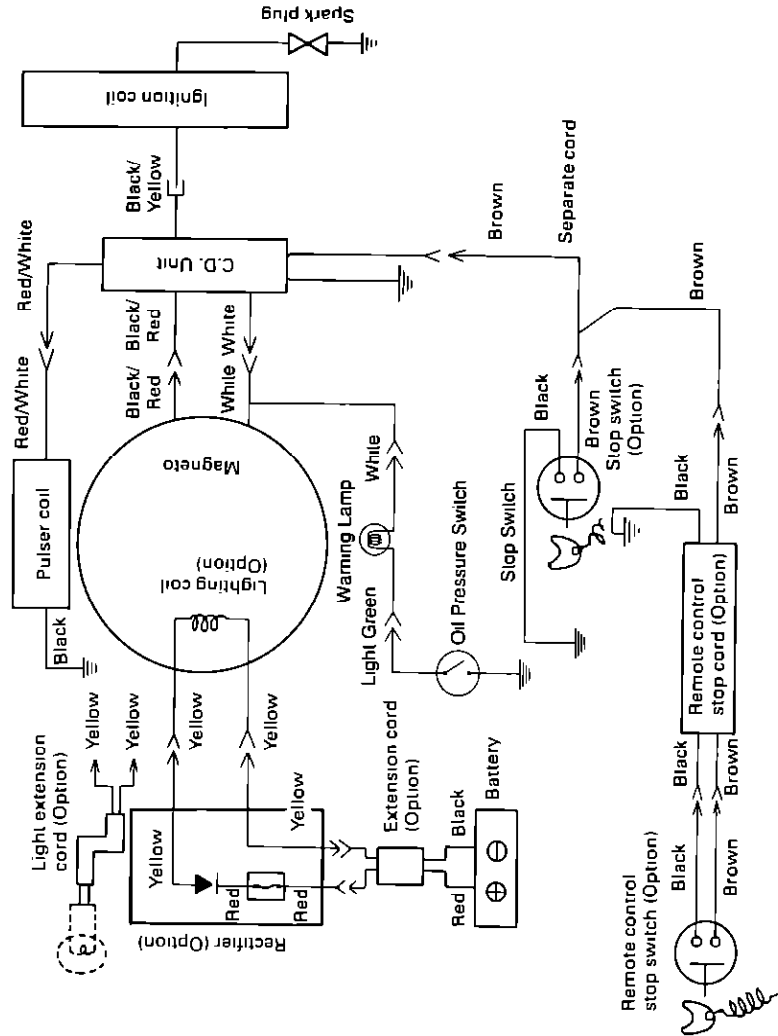 Spark plug
Ignition coil
Black/
Yellow
C.D. Unit
Red/White
Red/White
Black/
Red
Black/
Red
White
White
Magneto
Pulser coil
Black
Lighting coil
(Option)
Brown
Separate cord
Brown
White
Warning Lamp
Light Green
Oil Pressure Switch
Black
Brown
Stop switch
(Option)
Stop Switch
Black
Brown
Remote control
stop cord (Option)
Black
Brown
Black
Brown
Remote control
stop switch (Option)
Yellow
Yellow
Light extension
cord (Option)
Yellow
Yellow
Yellow
Yellow
Yellow
Yellow
Red
Red
Rectifier (Option)
Extension cord
(Option)
Black
Red
Battery